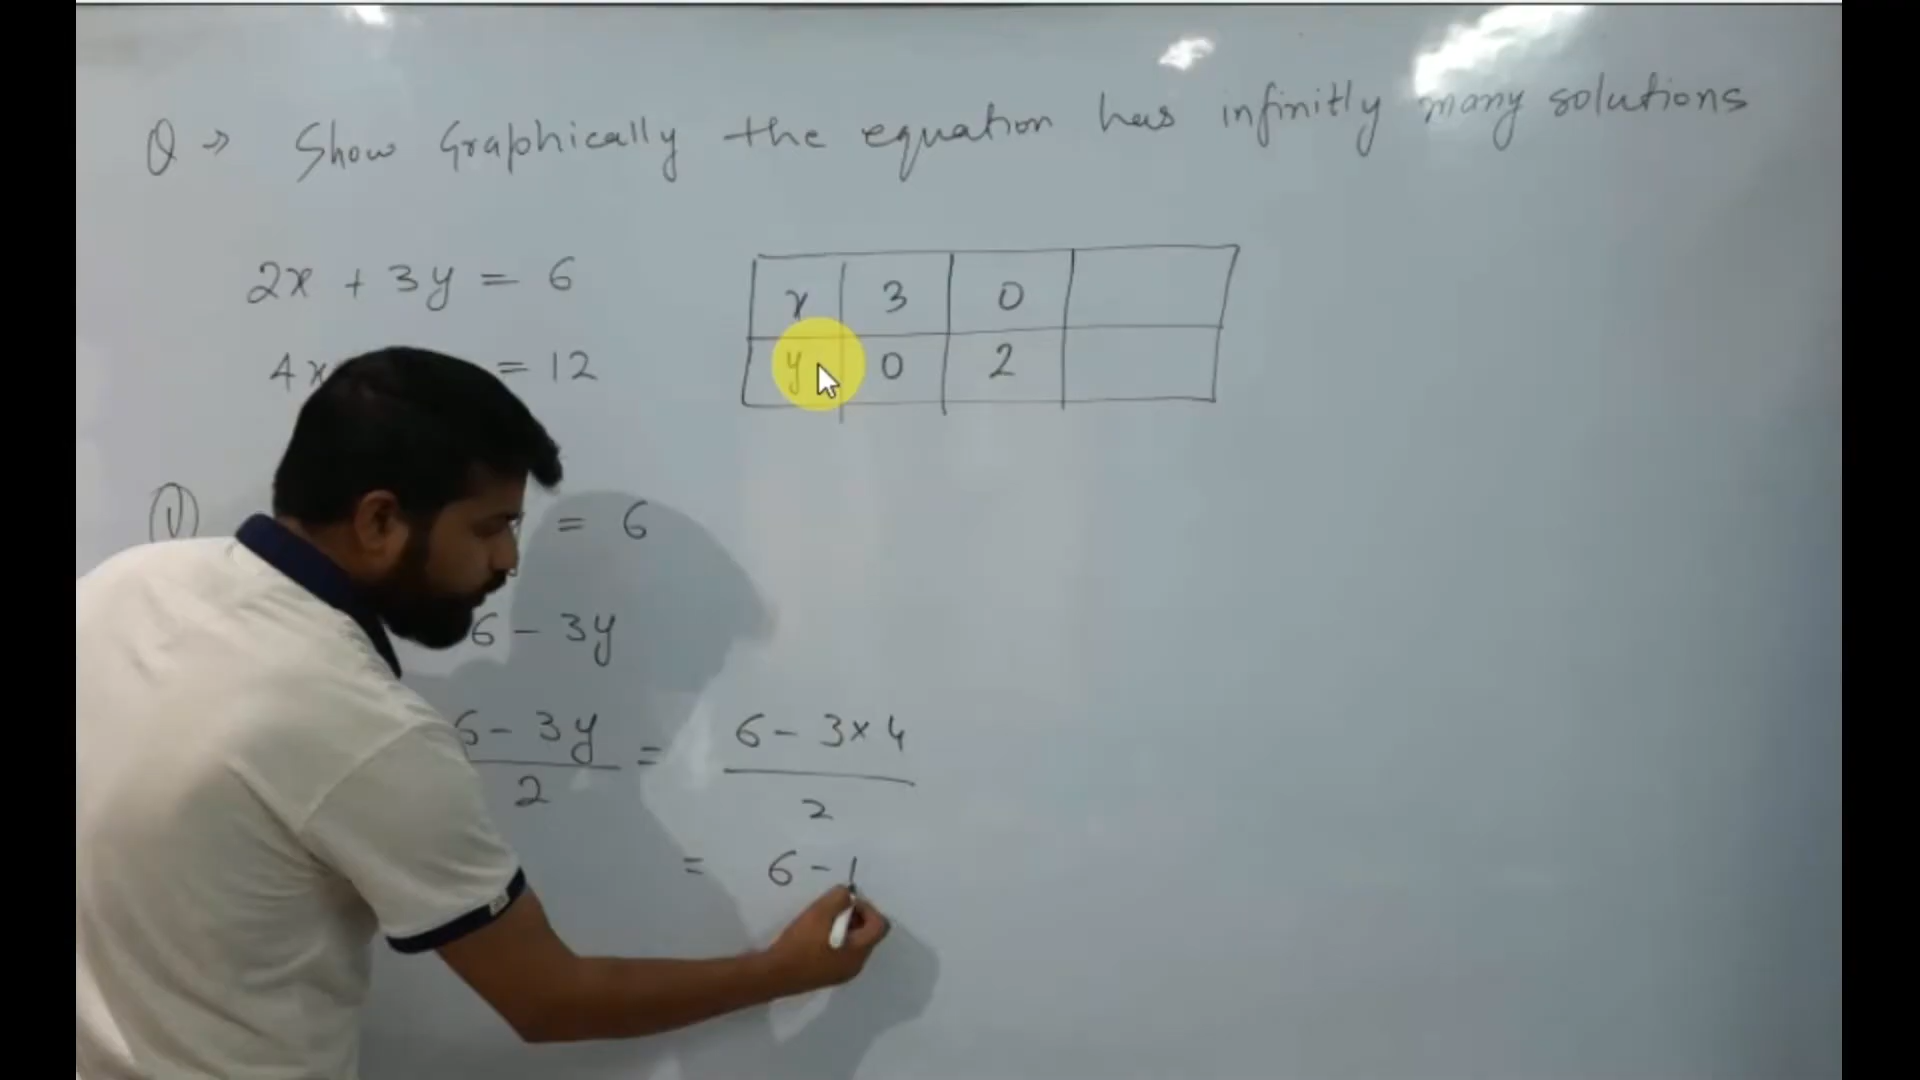 Q → Show Graphically the equation has infinitly many solutions
2x + 3y = 6
4x = 12
x 3 0
y 0 2
① = 6
6 - 3y
6 - 3y / 2 = 6 - 3×4 / 2
= 6 - 1